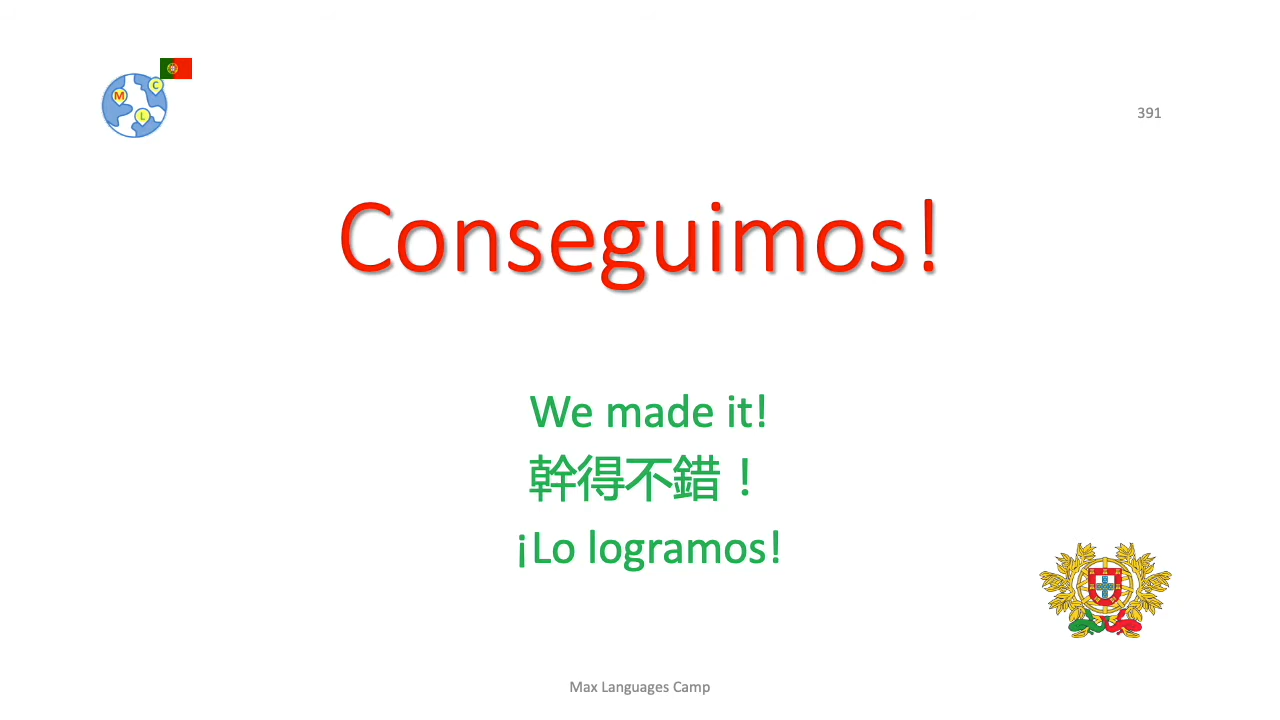 M C L
391
Conseguimos!
We made it!
幹得不錯！
¡Lo logramos!
Max Languages Camp